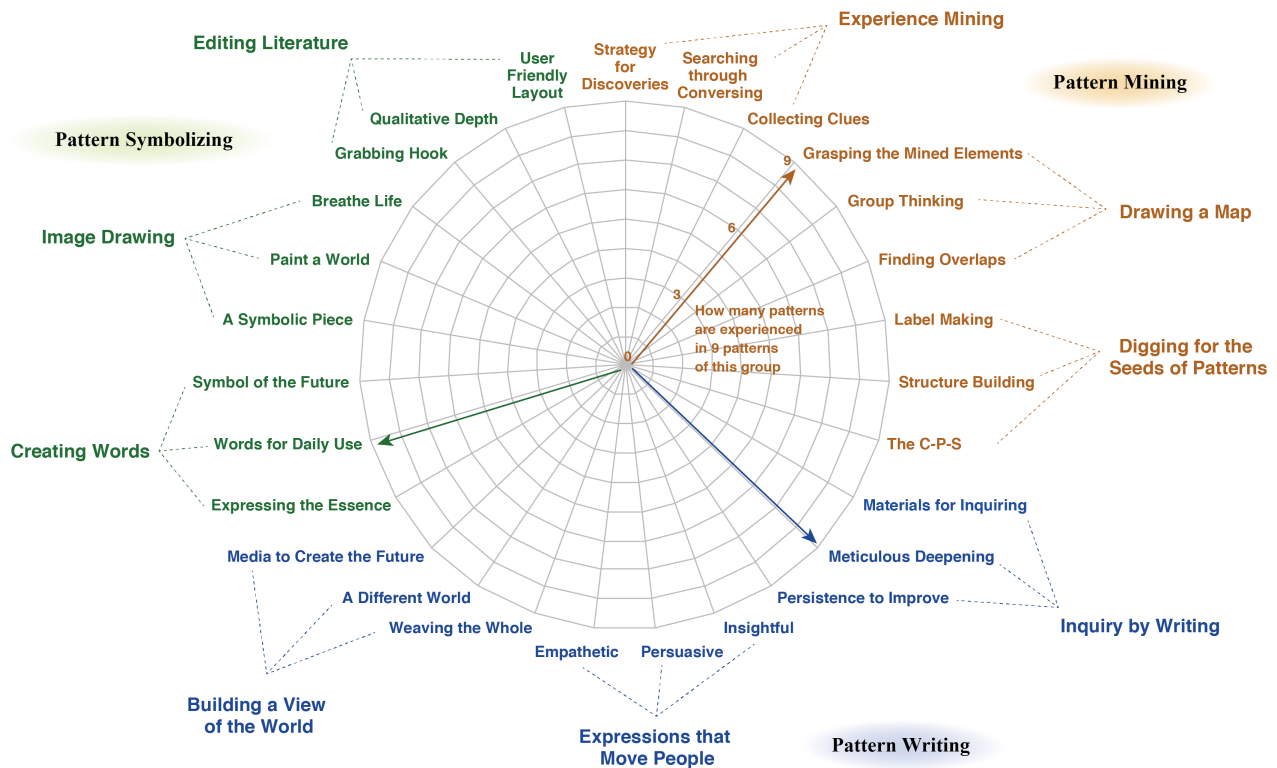 Experience Mining
Editing Literature
Strategy
for
Discoveries
Searching
through
Conversing
User
Friendly
Layout
Pattern Mining
Qualitative Depth
Collecting Clues
Pattern Symbolizing
Grabbing Hook
9
Grasping the Mined Elements
Breathe Life
Group Thinking
Drawing a Map
6
Image Drawing
Paint a World
Finding Overlaps
3
How many patterns
are experienced
in 9 patterns
of this group
0
A Symbolic Piece
Label Making
Digging for the
Seeds of Patterns
Symbol of the Future
Structure Building
Words for Daily Use
The C-P-S
Creating Words
Expressing the Essence
Materials for Inquiring
Media to Create the Future
Meticulous Deepening
A Different World
Persistence to Improve
Weaving the Whole
Insightful
Inquiry by Writing
Empathetic
Persuasive
Building a View
of the World
Expressions that
Move People
Pattern Writing